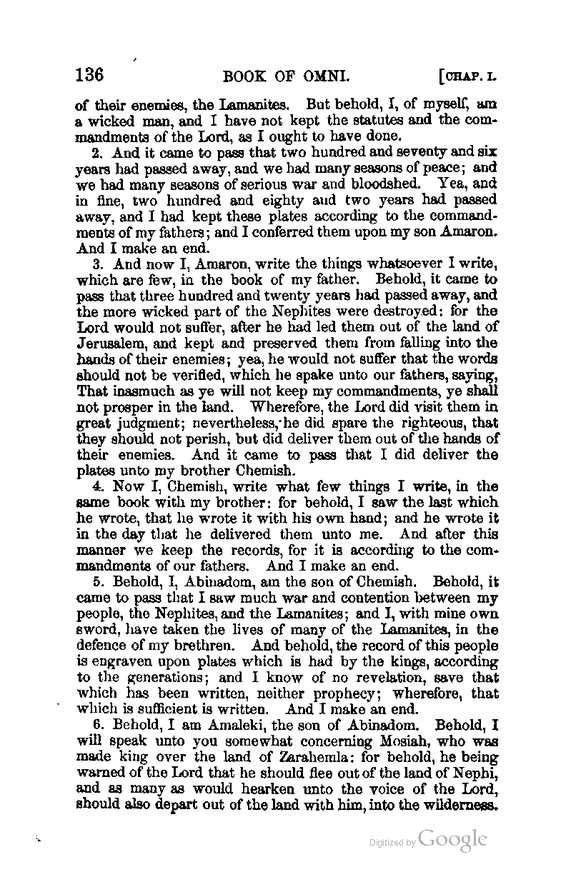 136 BOOK OF OMNI. [CHAP. I.
of their enemies, the Lamanites. But behold, I, of myself, am
a wicked man, and I have not kept the statutes and the com-
mandments of the Lord, as I ought to have done.
2. And it came to pass that two hundred and seventy and six
years had passed away, and we had many seasons of peace; and
we had many seasons of serious war and bloodshed. Yea, and
in fine, two hundred and eighty and two years had passed
away, and I had kept these plates according to the command-
ments of my fathers; and I conferred them upon my son Amaron.
And I make an end.
3. And now I, Amaron, write the things whatsoever I write,
which are few, in the book of my father. Behold, it came to
pass that three hundred and twenty years had passed away, and
the more wicked part of the Nephites were destroyed: for the
Lord would not suffer, after he had led them out of the land of
Jerusalem, and kept and preserved them from falling into the
hands of their enemies; yea, he would not suffer that the words
should not be verified, which he spake unto our fathers, saying,
That inasmuch as ye will not keep my commandments, ye shall
not prosper in the land. Wherefore, the Lord did visit them in
great judgment; nevertheless, he did spare the righteous, that
they should not perish, but did deliver them out of the hands of
their enemies. And it came to pass that I did deliver the
plates unto my brother Chemish.
4. Now I, Chemish, write what few things I write, in the
same book with my brother: for behold, I saw the last which
he wrote, that he wrote it with his own hand; and he wrote it
in the day that he delivered them unto me. And after this
manner we keep the records, for it is according to the com-
mandments of our fathers. And I make an end.
5. Behold, I, Abinadom, am the son of Chemish. Behold, it
came to pass that I saw much war and contention between my
people, the Nephites, and the Lamanites; and I, with mine own
sword, have taken the lives of many of the Lamanites, in the
defence of my brethren. And behold, the record of this people
is engraven upon plates which is had by the kings, according
to the generations; and I know of no revelation, save that
which has been written, neither prophecy; wherefore, that
which is sufficient is written. And I make an end.
6. Behold, I am Amaleki, the son of Abinadom. Behold, I
will speak unto you somewhat concerning Mosiah, who was
made king over the land of Zarahemla: for behold, he being
warned of the Lord that he should flee out of the land of Nephi,
and as many as would hearken unto the voice of the Lord,
should also depart out of the land with him, into the wilderness.
Digitized by Google